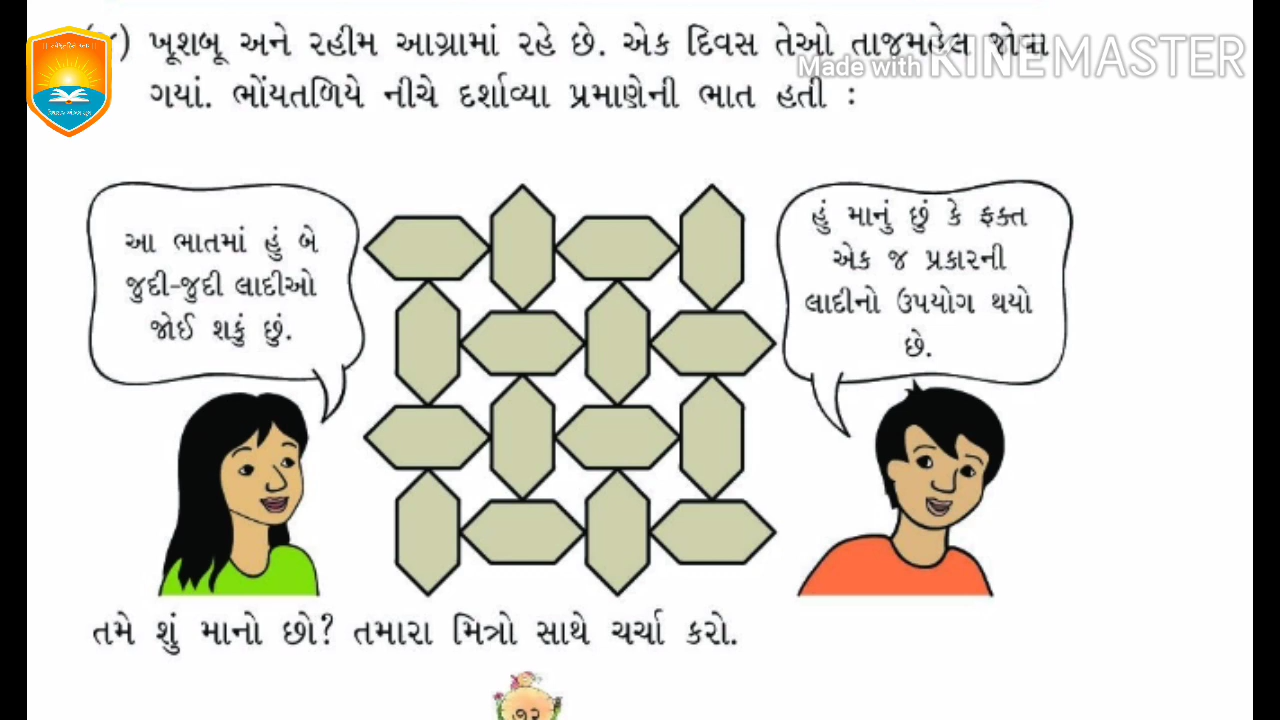 ખૂશબૂ અને રહીમ આગ્રામાં રહે છે. એક દિવસ તેઓ તાજમહેલ જોવા
Made with KINEMASTER
ગયાં. ભોંયતળિયે નીચે દર્શાવ્યા પ્રમાણેની ભાત હતી :
આ ભાતમાં હું બે
જુદી-જુદી લાદીઓ
જોઈ શકું છું.
હું માનું છું કે ફક્ત
એક જ પ્રકારની
લાદીનો ઉપયોગ થયો
છે.
તમે શું માનો છો? તમારા મિત્રો સાથે ચર્ચા કરો.